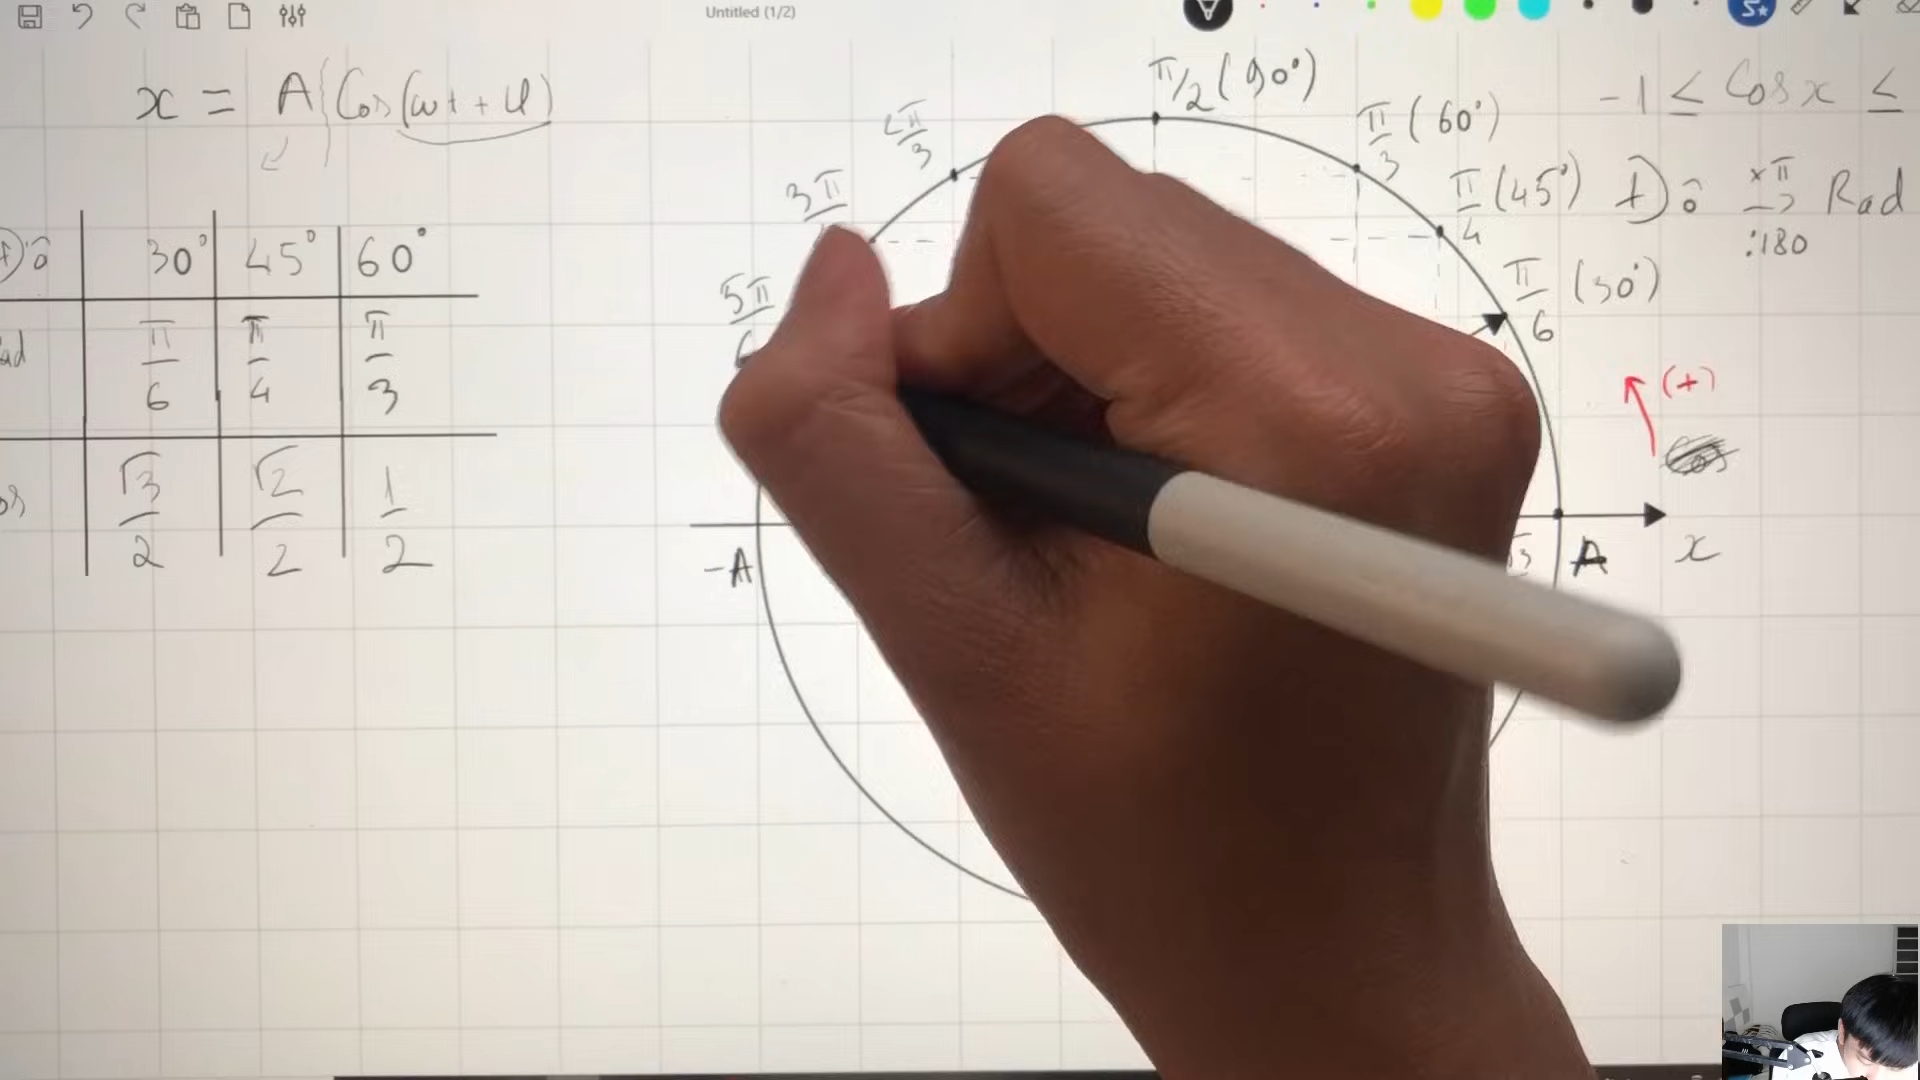 Untitled (1/2)
x = A Cos(ωt + φ)
30° 45° 60°
π/6 π/4 π/3
√3/2 √2/2 1/2
π/2 (90°)
π/3 (60°)
π/4 (45°)
π/6 (30°)
2π/3
3π
5π/6
-1 ≤ Cos x ≤
Độ ×π :180 → Rad
(+)
-A
A
x